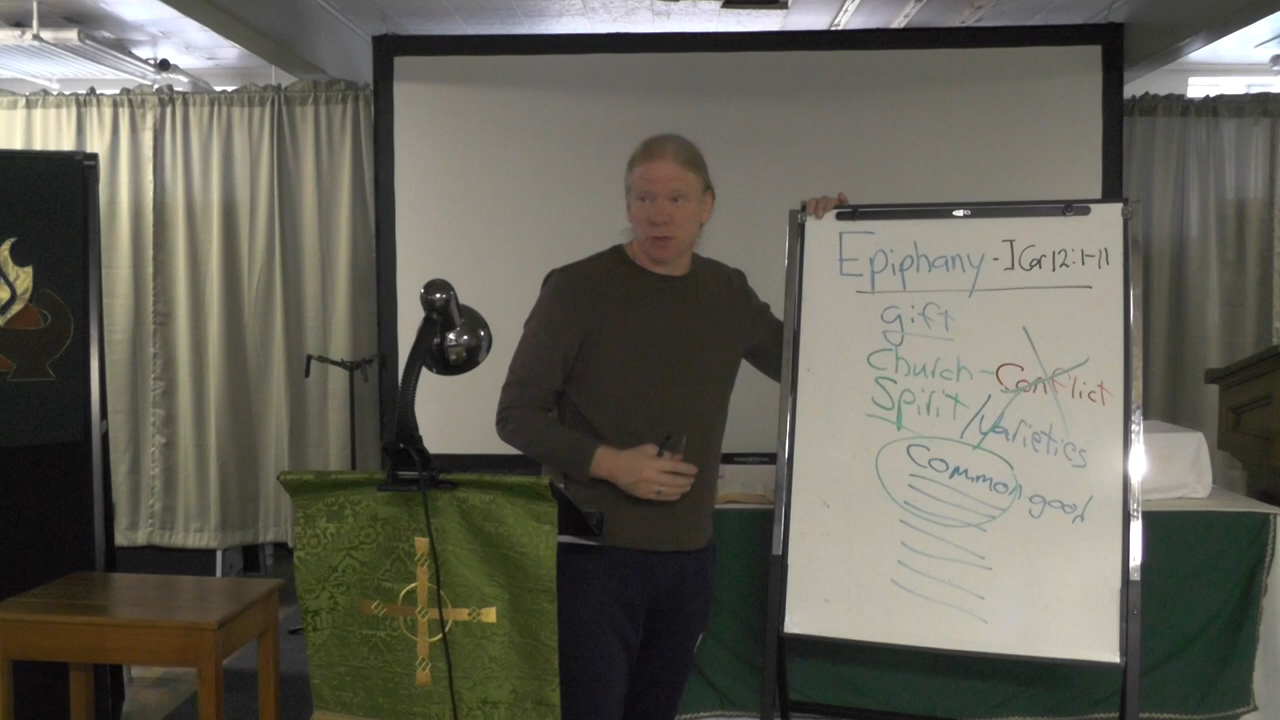 Epiphany - I Cor 12:1-11
gift
Church - Conflict
Spirit / varieties
Common good